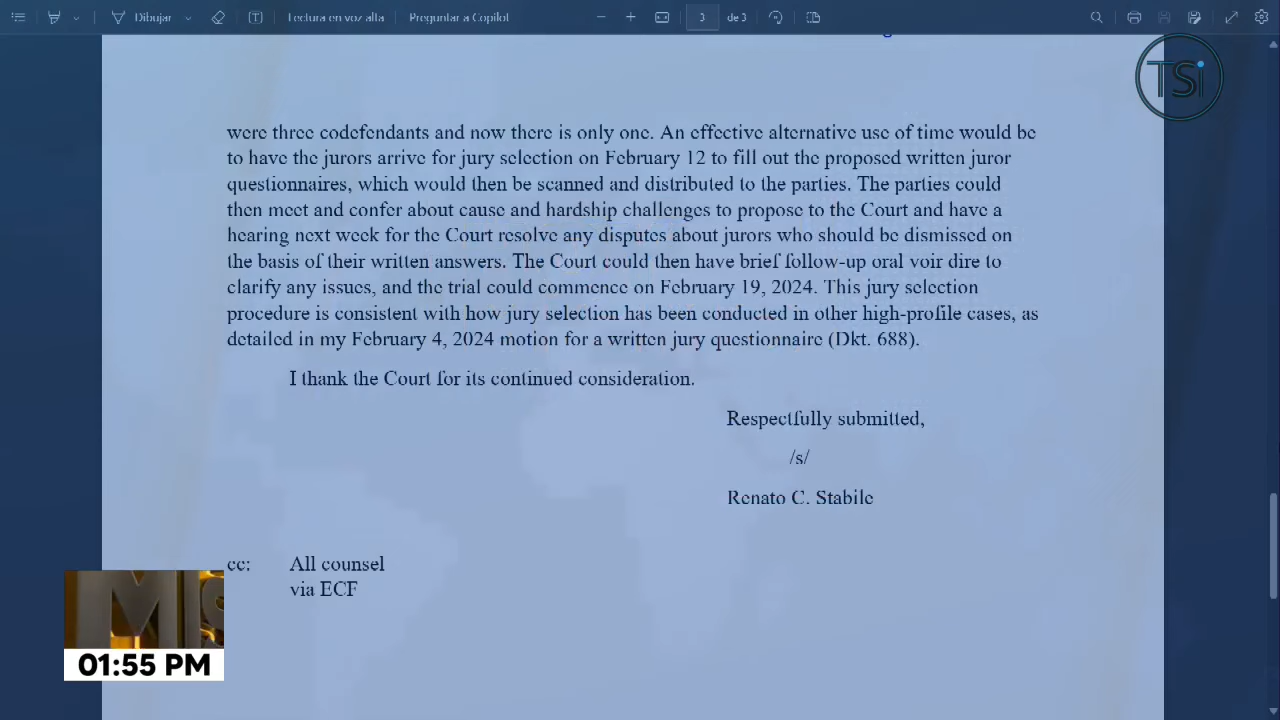 Dibujar
Lectura en voz alta
Preguntar a Copilot
3
de 3
TSi
were three codefendants and now there is only one. An effective alternative use of time would be
to have the jurors arrive for jury selection on February 12 to fill out the proposed written juror
questionnaires, which would then be scanned and distributed to the parties. The parties could
then meet and confer about cause and hardship challenges to propose to the Court and have a
hearing next week for the Court resolve any disputes about jurors who should be dismissed on
the basis of their written answers. The Court could then have brief follow-up oral voir dire to
clarify any issues, and the trial could commence on February 19, 2024. This jury selection
procedure is consistent with how jury selection has been conducted in other high-profile cases, as
detailed in my February 4, 2024 motion for a written jury questionnaire (Dkt. 688).
I thank the Court for its continued consideration.
Respectfully submitted,
/s/
Renato C. Stabile
cc: All counsel
via ECF
01:55 PM